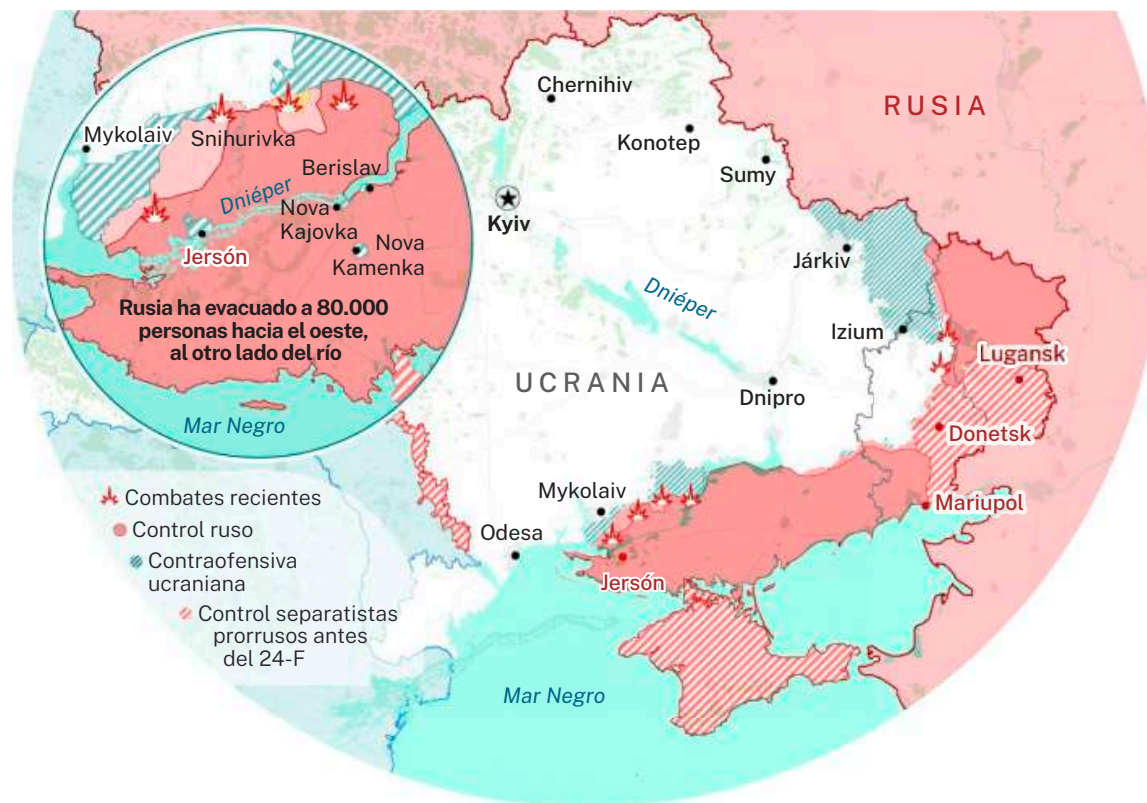 Mykolaiv
Snihurivka
Berislav
Dniéper
Nova
Kajovka
Jersón
Nova
Kamenka
Rusia ha evacuado a 80.000
personas hacia el oeste,
al otro lado del río
Mar Negro
Combates recientes
Control ruso
Contraofensiva
ucraniana
Control separatistas
prorrusos antes
del 24-F
Chernihiv
RUSIA
Konotep
Sumy
Kyiv
Járkiv
Dniéper
Izium
Lugansk
UCRANIA
Dnipro
Donetsk
Mykolaiv
Mariupol
Odesa
Jersón
Mar Negro